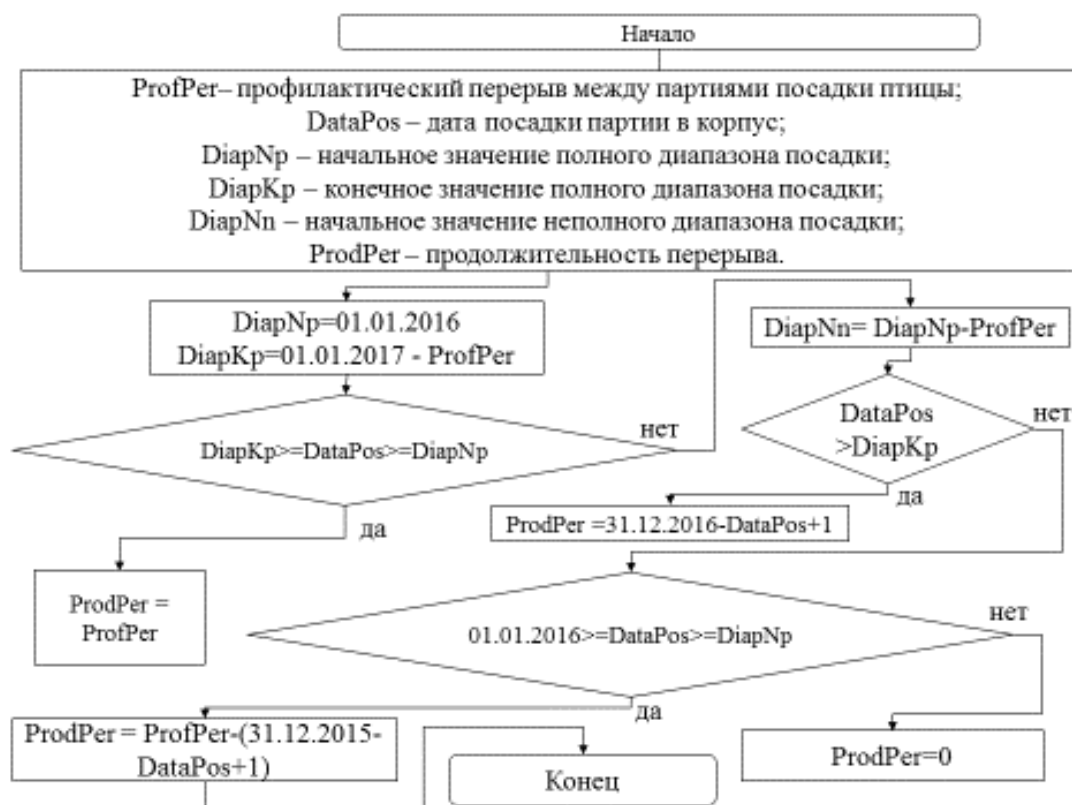 Начало
ProfPer– профилактический перерыв между партиями посадки птицы;
DataPos – дата посадки партии в корпус;
DiapNp – начальное значение полного диапазона посадки;
DiapKp – конечное значение полного диапазона посадки;
DiapNn – начальное значение неполного диапазона посадки;
ProdPer – продолжительность перерыва.
DiapNp=01.01.2016
DiapKp=01.01.2017 - ProfPer
DiapNn= DiapNp-ProfPer
DiapKp>=DataPos>=DiapNp
нет
DataPos
>DiapKp
нет
да
ProdPer =31.12.2016-DataPos+1
да
ProdPer =
ProfPer
01.01.2016>=DataPos>=DiapNp
нет
да
ProdPer = ProfPer-(31.12.2015-
DataPos+1)
Конец
ProdPer=0